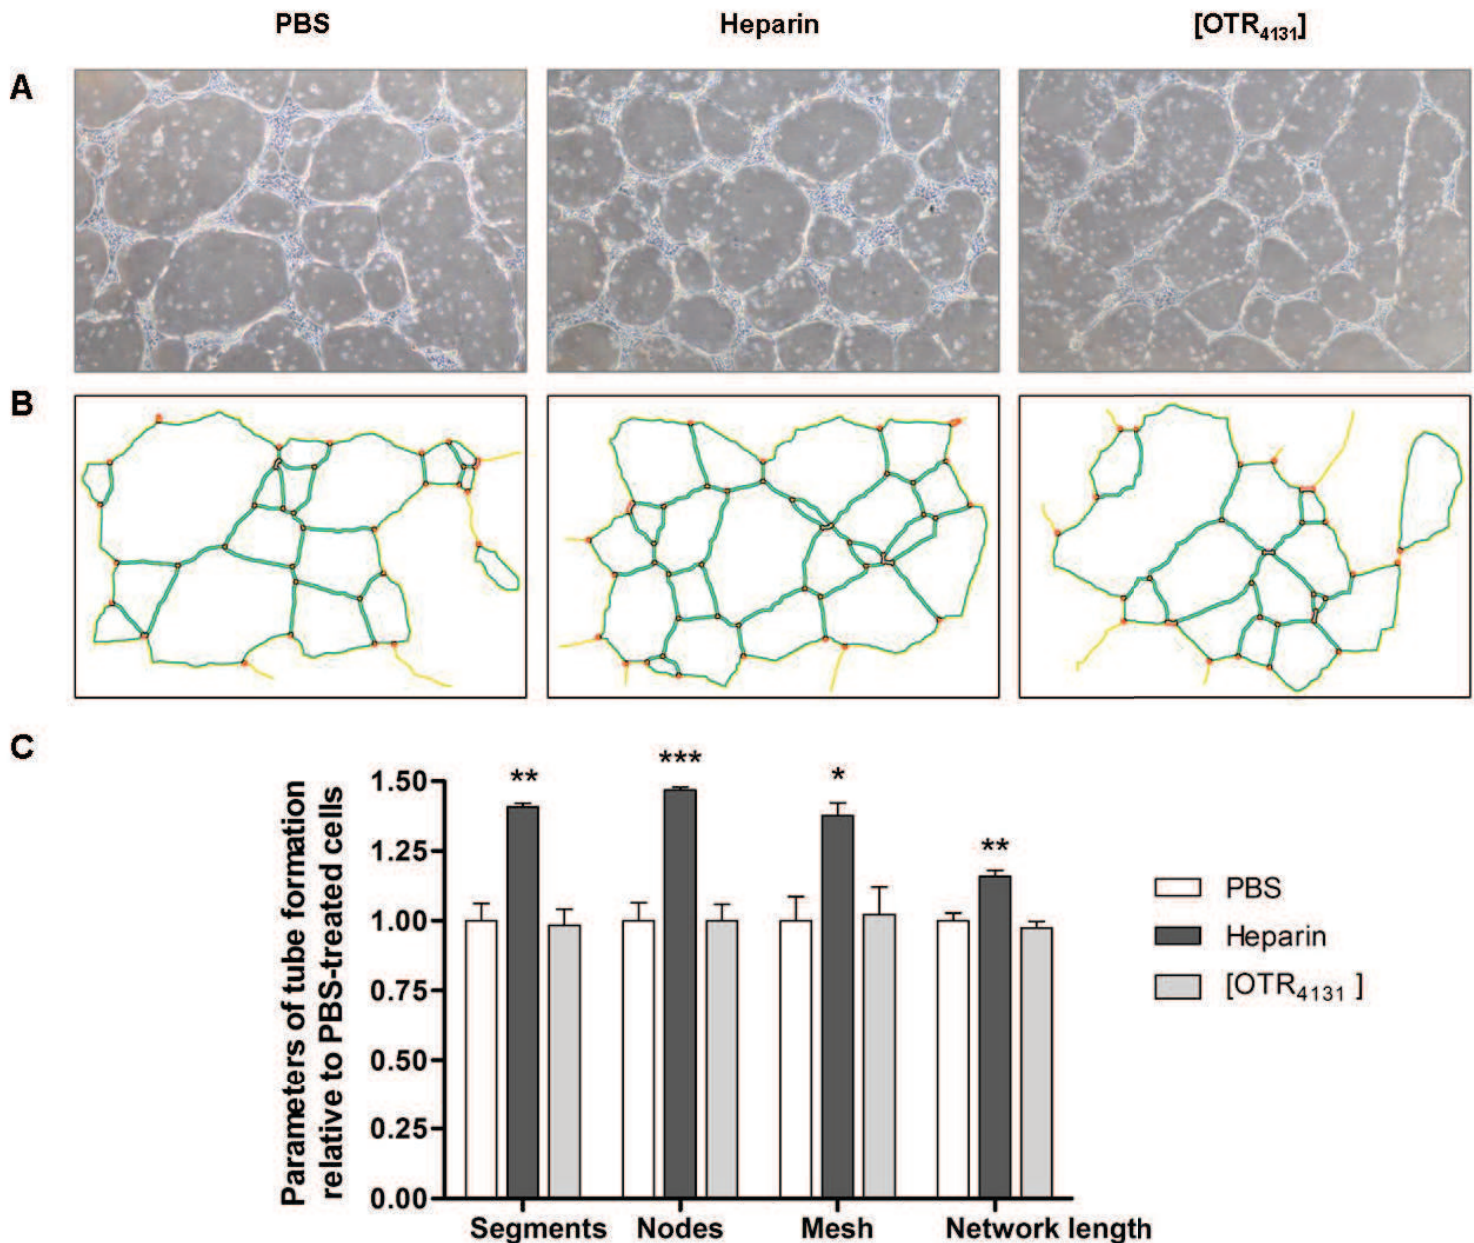 PBS Heparin [OTR4131]
A
B
C
Parameters of tube formation
relative to PBS-treated cells
1.50
1.25
1.00
0.75
0.50
0.25
0.00
** *** * **
Segments Nodes Mesh Network length
PBS
Heparin
[OTR4131 ]